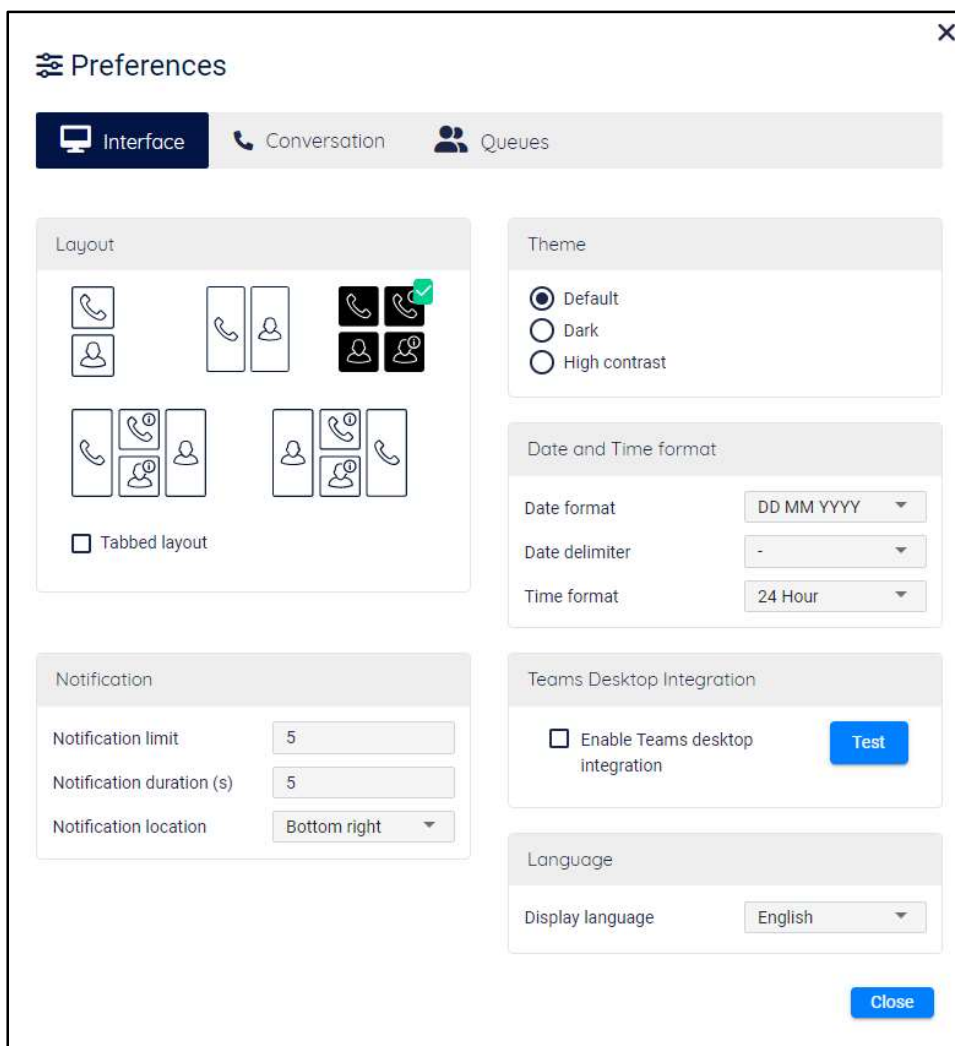 Preferences
Interface
Conversation
Queues
Layout
Tabbed layout
Theme
Default
Dark
High contrast
Date and Time format
Date format
DD MM YYYY
Date delimiter
-
Time format
24 Hour
Notification
Notification limit
5
Notification duration (s)
5
Notification location
Bottom right
Teams Desktop Integration
Enable Teams desktop
integration
Test
Language
Display language
English
Close